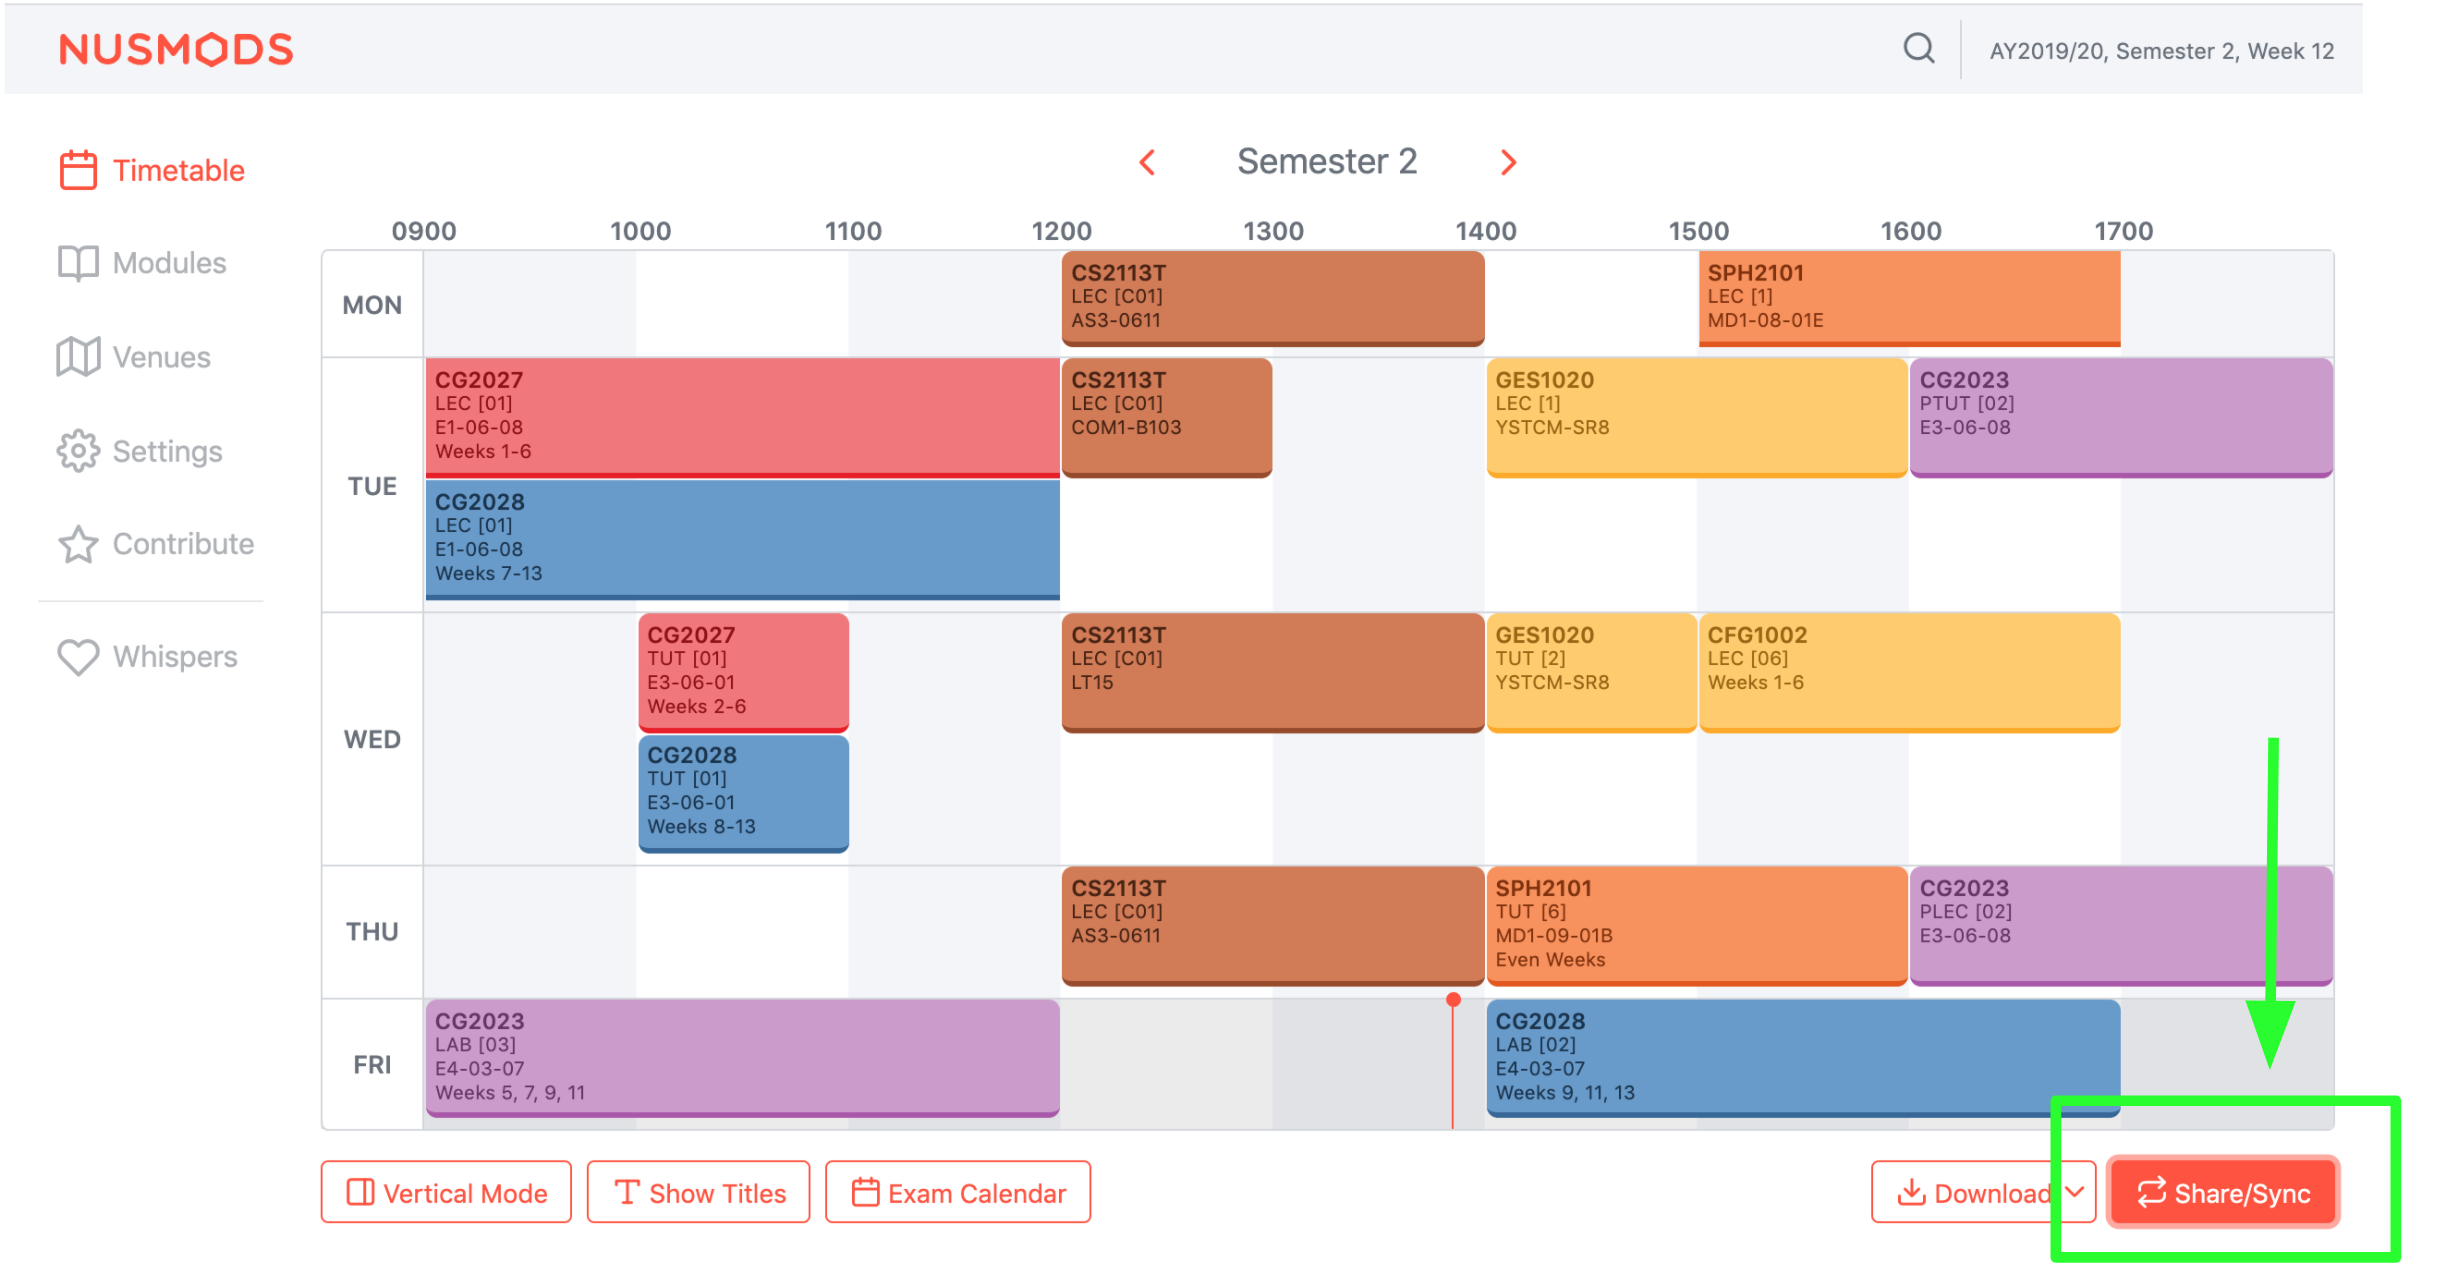 NUSMODS
AY2019/20, Semester 2, Week 12
Timetable
Modules
Venues
Settings
Contribute
Whispers
Semester 2
0900 1000 1100 1200 1300 1400 1500 1600 1700
MON
CS2113T
LEC [C01]
AS3-0611
SPH2101
LEC [1]
MD1-08-01E
TUE
CG2027
LEC [01]
E1-06-08
Weeks 1-6
CG2028
LEC [01]
E1-06-08
Weeks 7-13
CS2113T
LEC [C01]
COM1-B103
GES1020
LEC [1]
YSTCM-SR8
CG2023
PTUT [02]
E3-06-08
WED
CG2027
TUT [01]
E3-06-01
Weeks 2-6
CG2028
TUT [01]
E3-06-01
Weeks 8-13
CS2113T
LEC [C01]
LT15
GES1020
TUT [2]
YSTCM-SR8
CFG1002
LEC [06]
Weeks 1-6
THU
CS2113T
LEC [C01]
AS3-0611
SPH2101
TUT [6]
MD1-09-01B
Even Weeks
CG2023
PLEC [02]
E3-06-08
FRI
CG2023
LAB [03]
E4-03-07
Weeks 5, 7, 9, 11
CG2028
LAB [02]
E4-03-07
Weeks 9, 11, 13
Vertical Mode
Show Titles
Exam Calendar
Download
Share/Sync